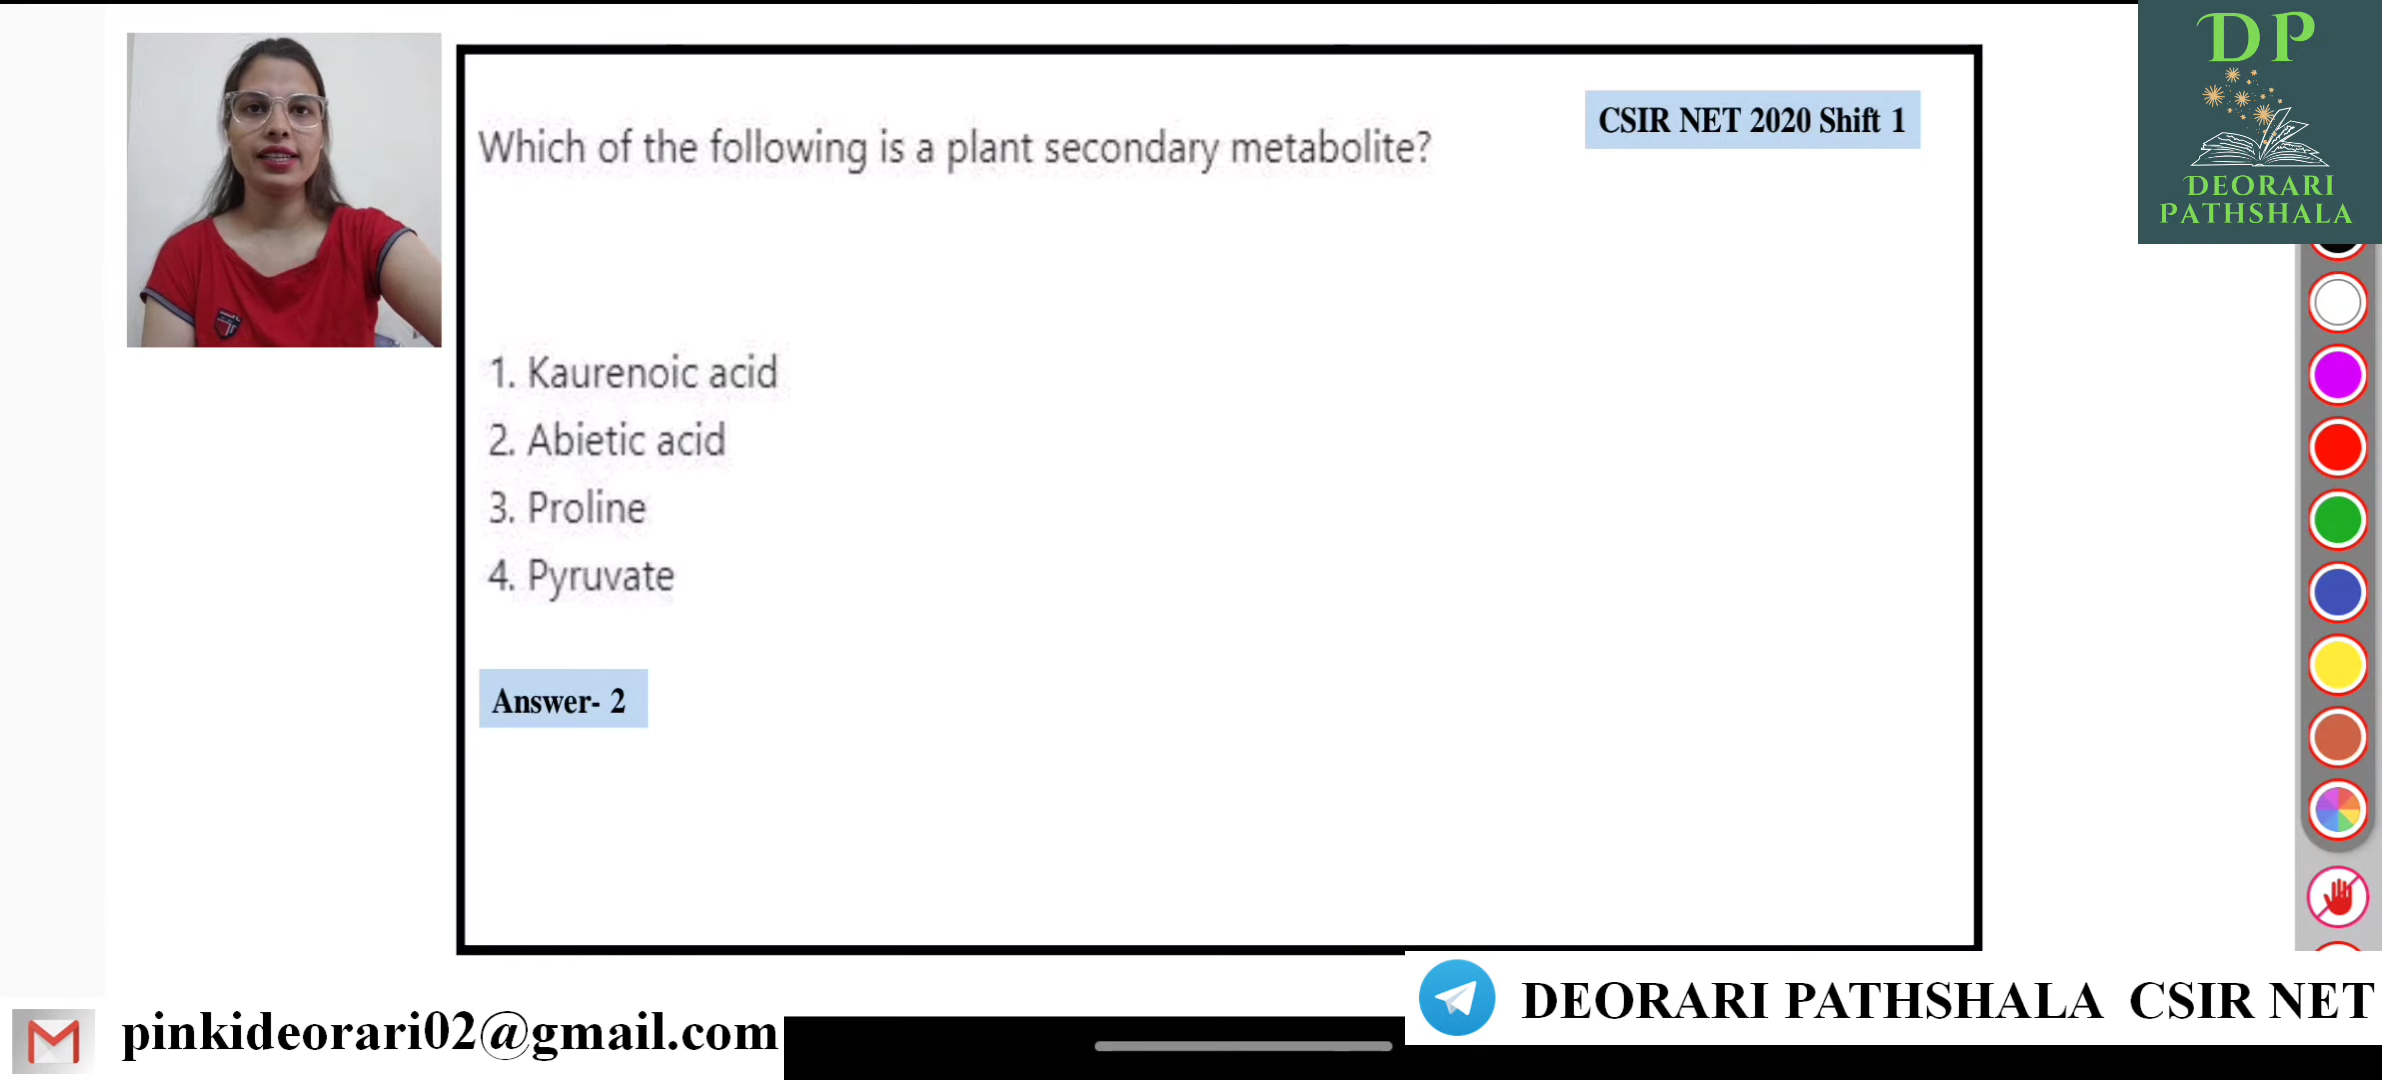 DP
DEORARI
PATHSHALA
CSIR NET 2020 Shift 1
Which of the following is a plant secondary metabolite?
1. Kaurenoic acid
2. Abietic acid
3. Proline
4. Pyruvate
Answer- 2
DEORARI PATHSHALA CSIR NET
pinkideorari02@gmail.com